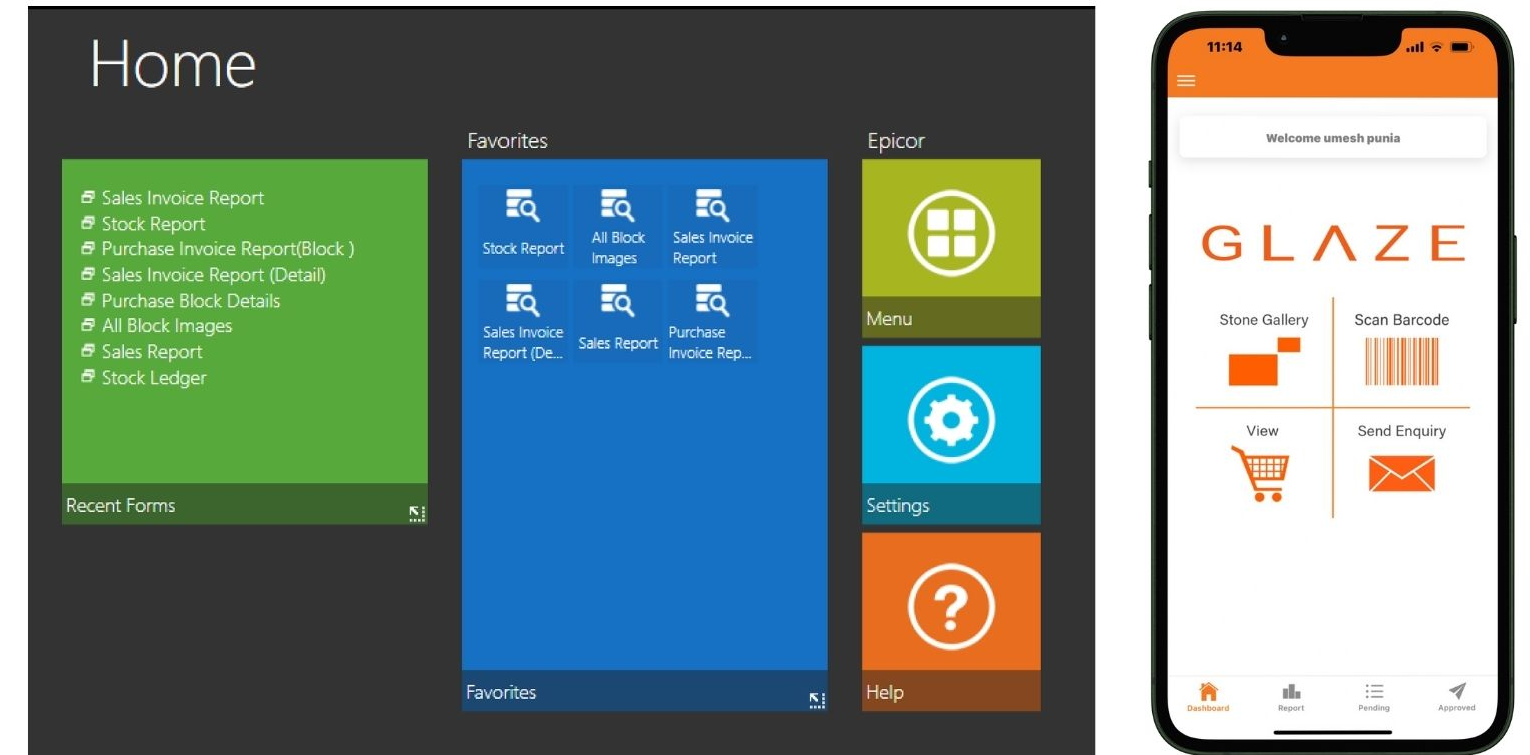 Home
Sales Invoice Report
Stock Report
Purchase Invoice Report(Block )
Sales Invoice Report (Detail)
Purchase Block Details
All Block Images
Sales Report
Stock Ledger
Recent Forms
Favorites
Stock Report
All Block
Images
Sales Invoice
Report
Sales Invoice
Report (De...
Sales Report
Purchase
Invoice Rep...
Favorites
Epicor
Menu
Settings
?
Help
11:14
Welcome umesh punia
GLAZE
Stone Gallery
Scan Barcode
View
Send Enquiry
Dashboard
Report
Pending
Approved